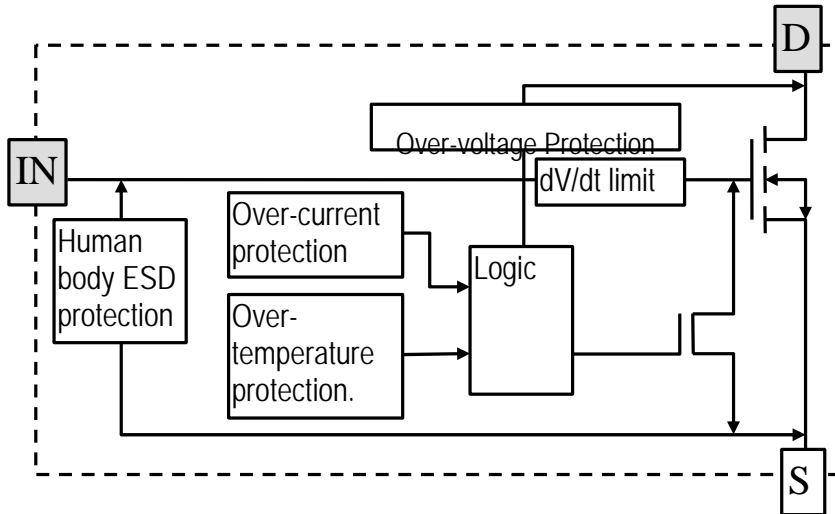 D
Over-voltage Protection
IN
dV/dt limit
Over-current
protection
Human
body ESD
protection
Logic
Over-
temperature
protection.
S